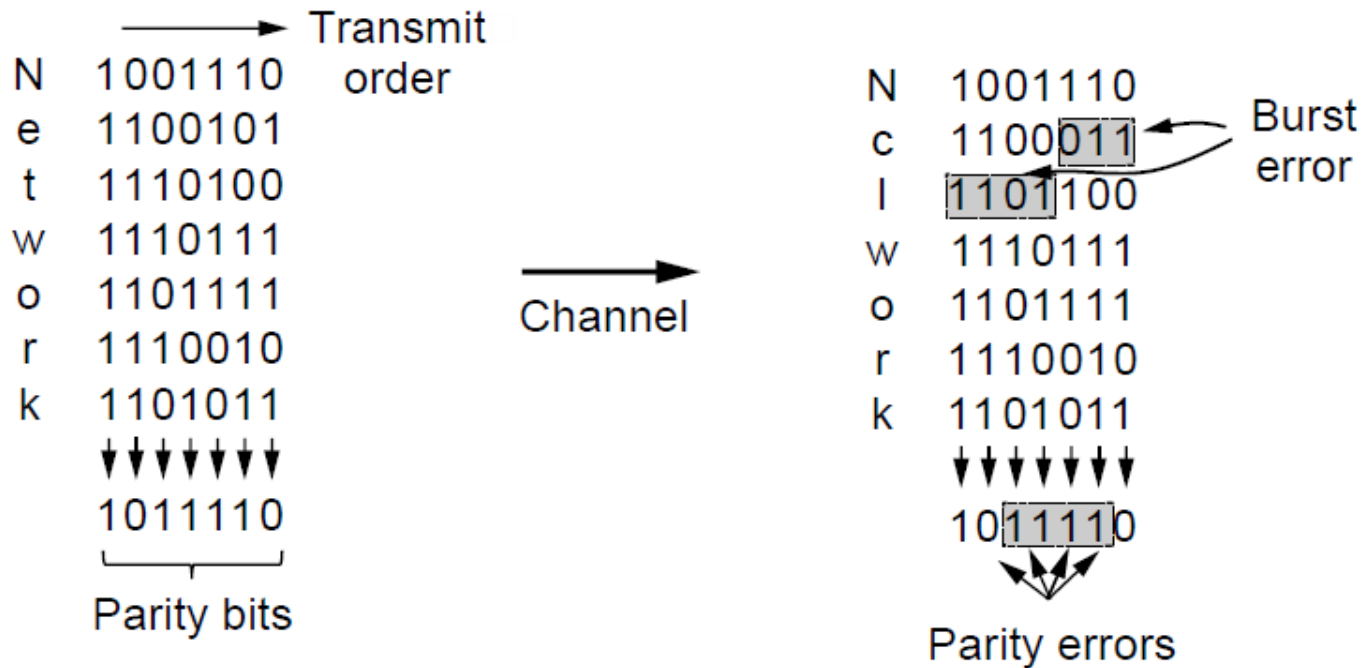 Transmit
order
N 1001110
e 1100101
t 1110100
w 1110111
o 1101111
r 1110010
k 1101011
1011110
Parity bits
Channel
N 1001110
c 1100011
l 1101100
w 1110111
o 1101111
r 1110010
k 1101011
1011110
Burst
error
Parity errors